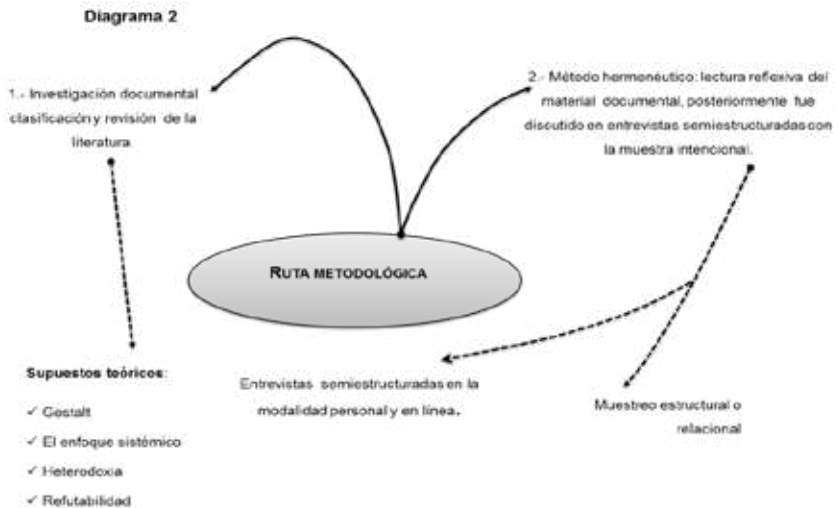 Diagrama 2
1.- Investigación documental
clasificación y revisión de la
literatura
2.- Método hermenéutico: lectura reflexiva del
material documental, posteriormente fue
discutido en entrevistas semiestructuradas con
la muestra intencional.
RUTA METODOLÓGICA
Supuestos teóricos:
✓ Gestalt
✓ El enfoque sistémico
✓ Heterodoxia
✓ Refutabilidad
Entrevistas semiestructuradas en la
modalidad personal y en línea.
Muestreo estructural o
relacional